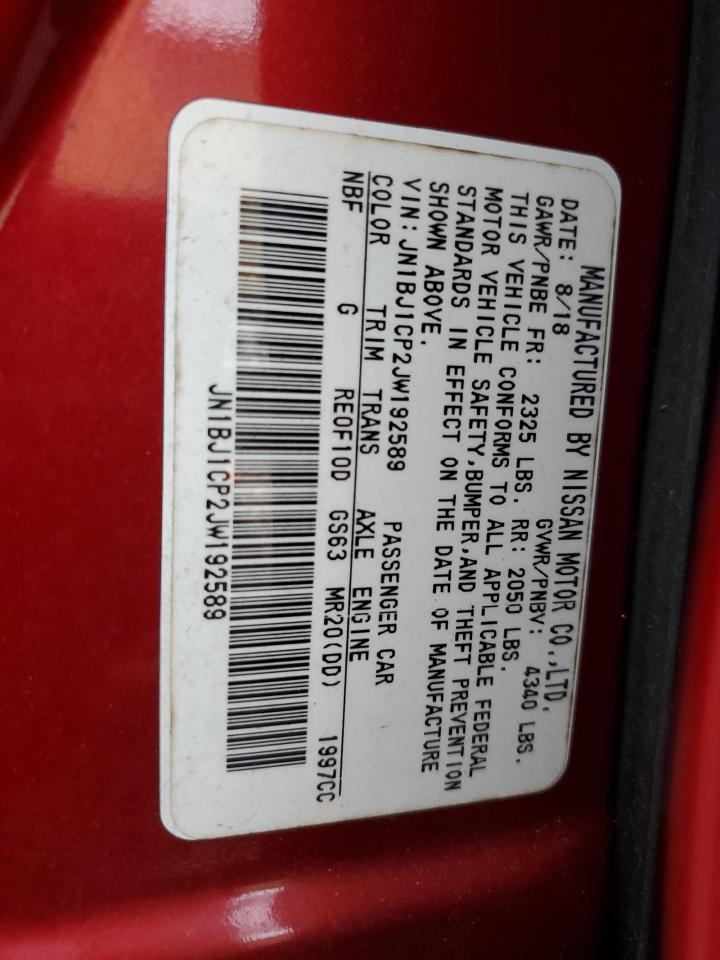 MANUFACTURED BY NISSAN MOTOR CO.,LTD.
DATE: 8/18 GVWR/PNBV: 4340 LBS.
GAWR/PNBE FR: 2325 LBS. RR: 2050 LBS.
THIS VEHICLE CONFORMS TO ALL APPLICABLE FEDERAL
MOTOR VEHICLE SAFETY,BUMPER,AND THEFT PREVENTION
STANDARDS IN EFFECT ON THE DATE OF MANUFACTURE
SHOWN ABOVE.
VIN: JN1BJ1CP2JW192589 PASSENGER CAR
COLOR TRIM TRANS AXLE ENGINE
NBF G RE0F10D GS63 MR20(DD) 1997CC
JN1BJ1CP2JW192589